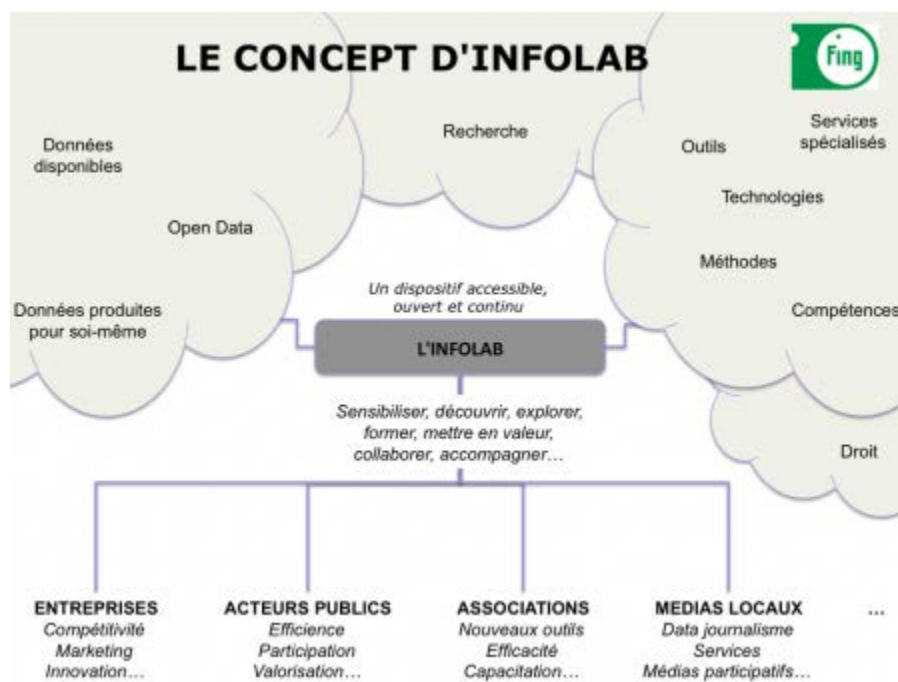 LE CONCEPT D'INFOLAB
Fing
Données
disponibles
Open Data
Données produites
pour soi-même
Recherche
Outils
Services
spécialisés
Technologies
Méthodes
Compétences
Droit
Un dispositif accessible,
ouvert et continu
L'INFOLAB
Sensibiliser, découvrir, explorer,
former, mettre en valeur,
collaborer, accompagner…
ENTREPRISES
Compétitivité
Marketing
Innovation…
ACTEURS PUBLICS
Efficience
Participation
Valorisation…
ASSOCIATIONS
Nouveaux outils
Efficacité
Capacitation…
MEDIAS LOCAUX
Data journalisme
Services
Médias participatifs…
…